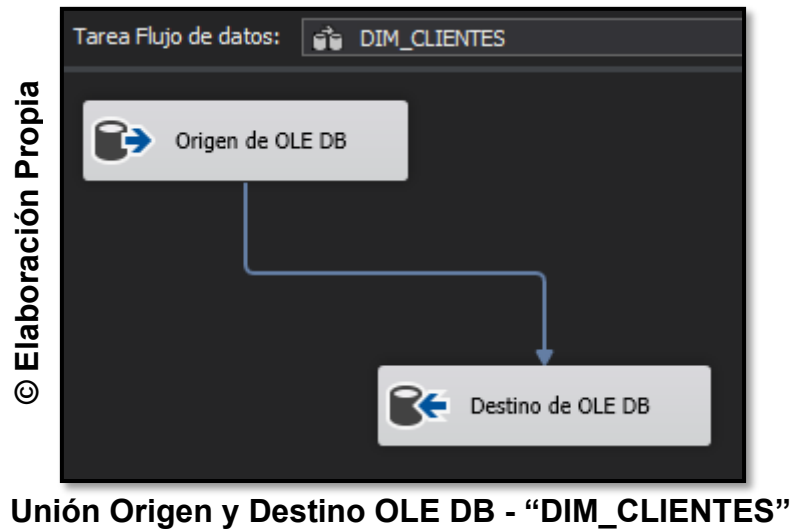 Tarea Flujo de datos: DIM_CLIENTES
Origen de OLE DB
Destino de OLE DB
© Elaboración Propia
Unión Origen y Destino OLE DB - “DIM_CLIENTES”